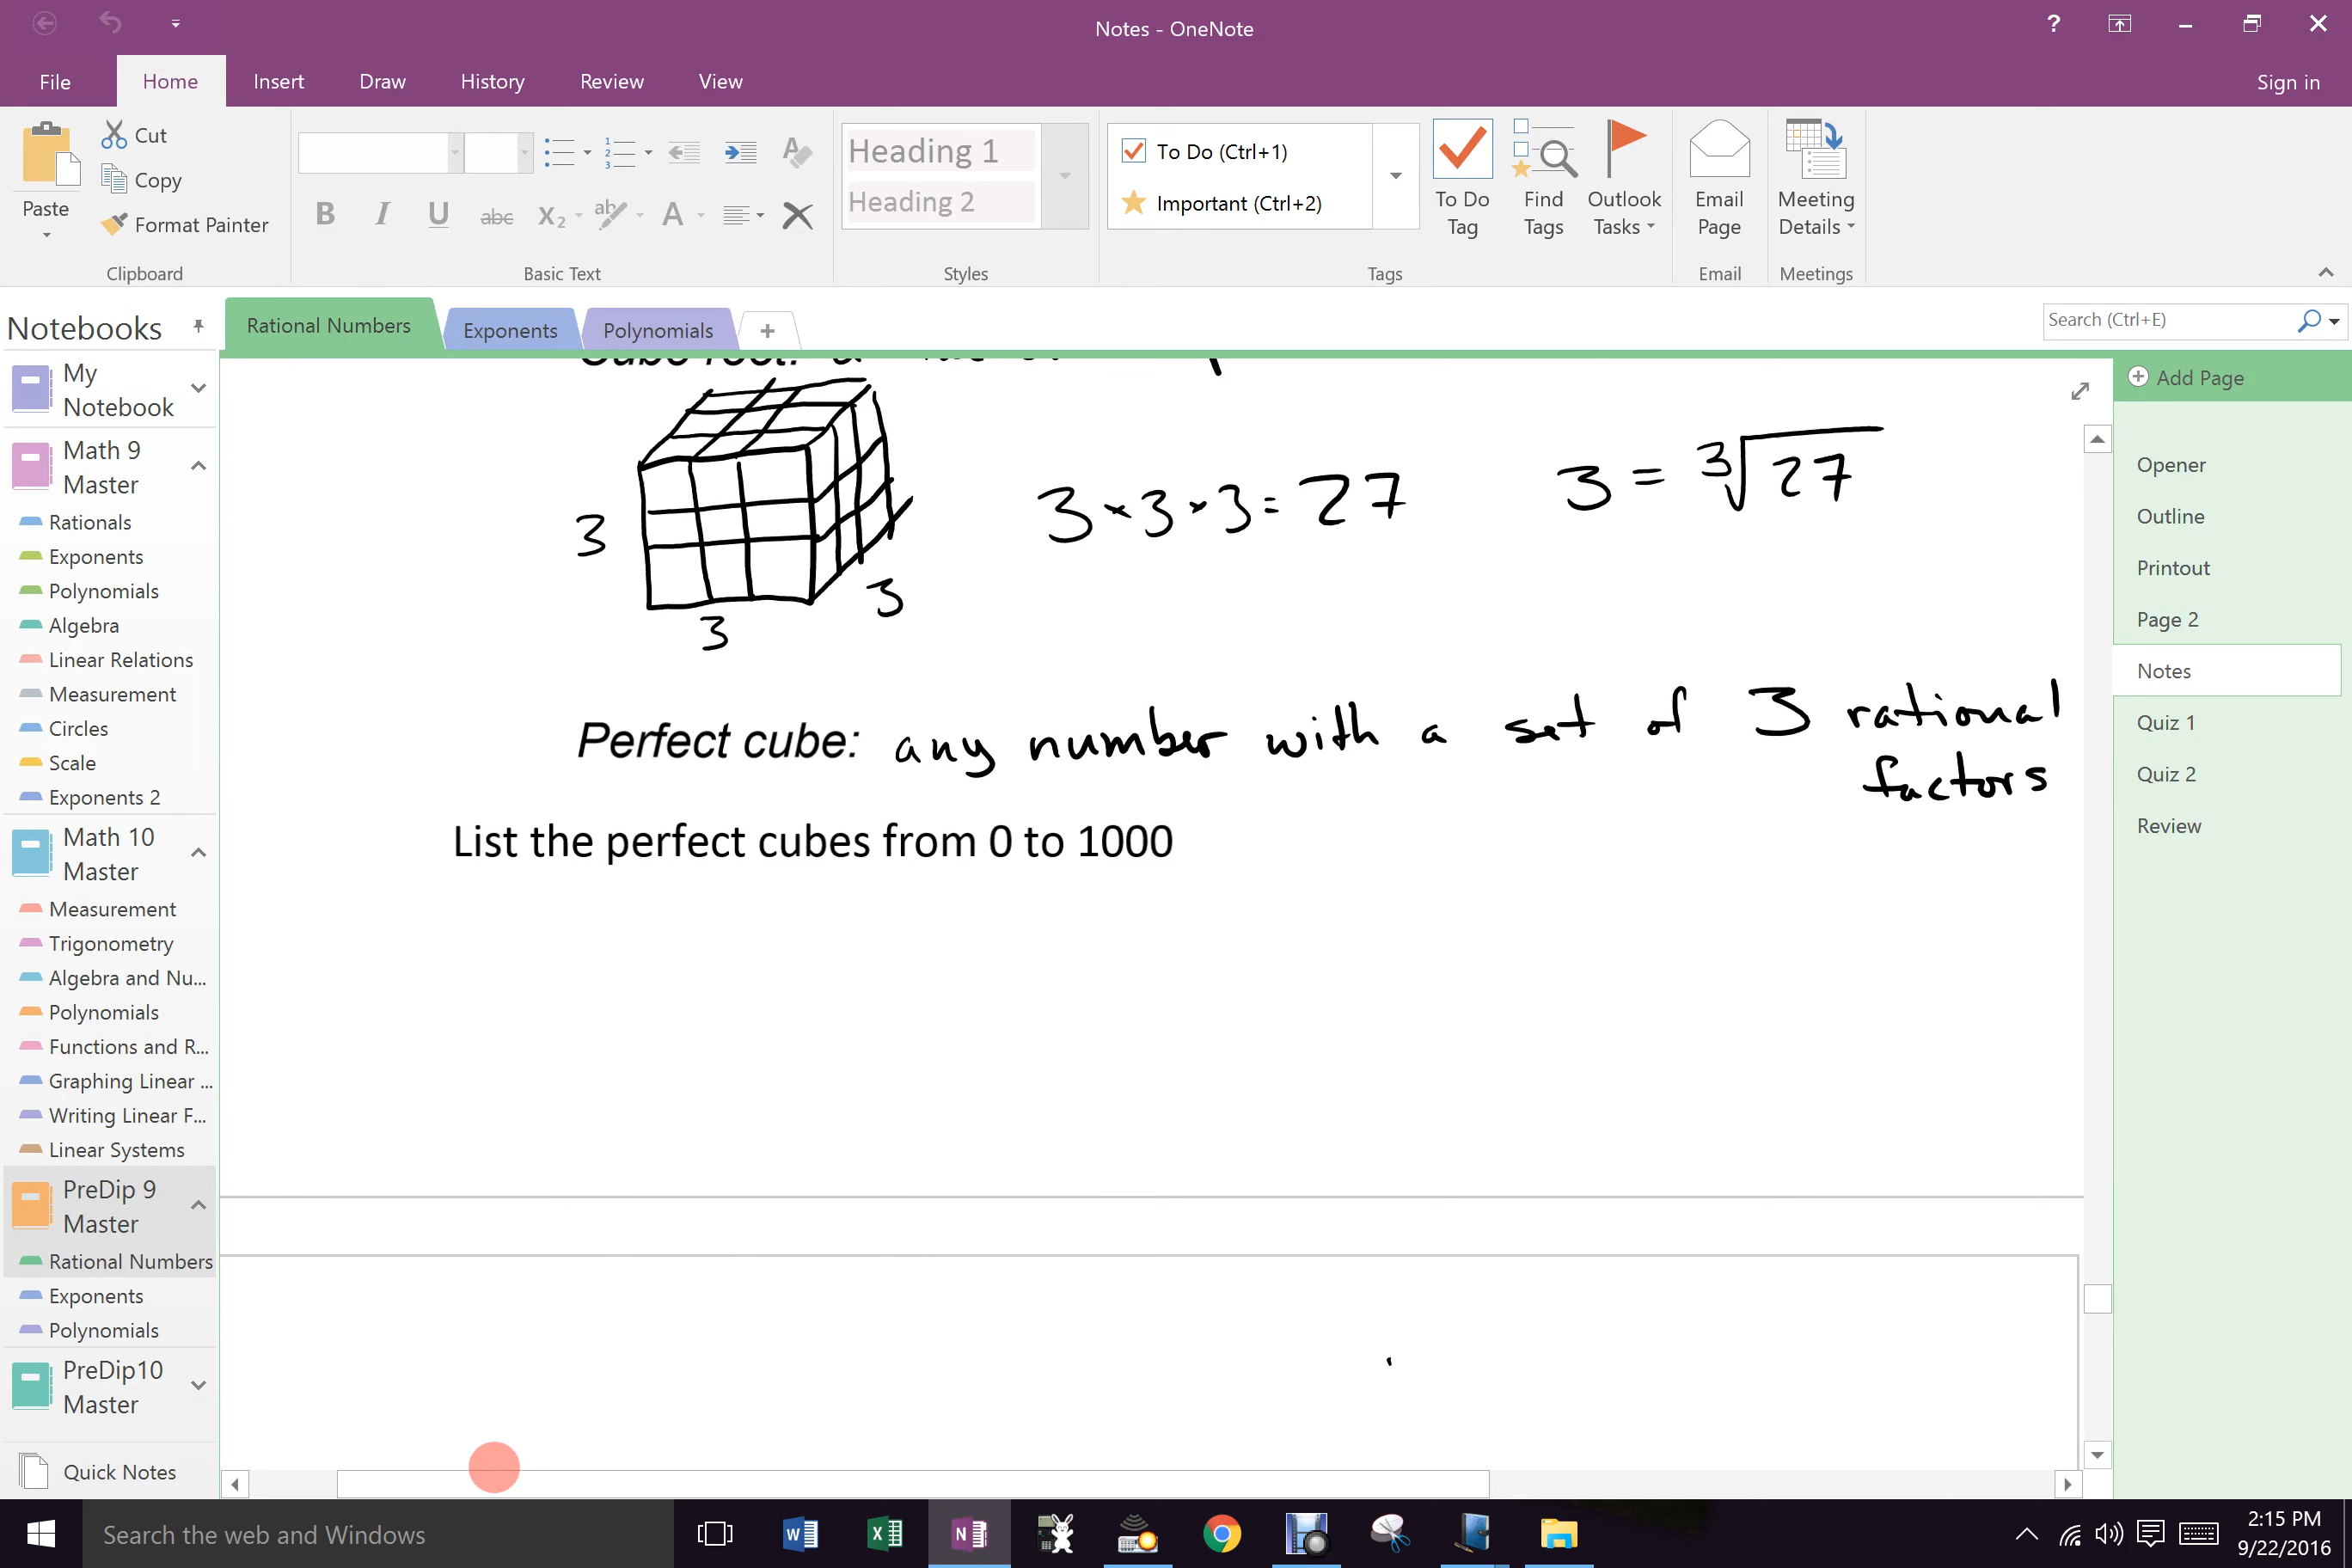 Notes - OneNote
?
File Home Insert Draw History Review View
Sign in
Paste
Cut
Copy
Format Painter
Clipboard
B I U abc X₂ ab A
Basic Text
Heading 1
Heading 2
Styles
To Do (Ctrl+1)
Important (Ctrl+2)
To Do Tag
Find Tags
Outlook Tasks
Tags
Email Page
Email
Meeting Details
Meetings
Notebooks
Rational Numbers Exponents Polynomials +
Search (Ctrl+E)
My Notebook
Math 9 Master
Rationals
Exponents
Polynomials
Algebra
Linear Relations
Measurement
Circles
Scale
Exponents 2
Math 10 Master
Measurement
Trigonometry
Algebra and Nu...
Polynomials
Functions and R...
Graphing Linear ...
Writing Linear F...
Linear Systems
PreDip 9 Master
Rational Numbers
Exponents
Polynomials
PreDip10 Master
Quick Notes
3
3
3
3 × 3 × 3 = 27
3 = ³√27
Perfect cube: any number with a set of 3 rational
factors
List the perfect cubes from 0 to 1000
Add Page
Opener
Outline
Printout
Page 2
Notes
Quiz 1
Quiz 2
Review
Search the web and Windows
2:15 PM
9/22/2016